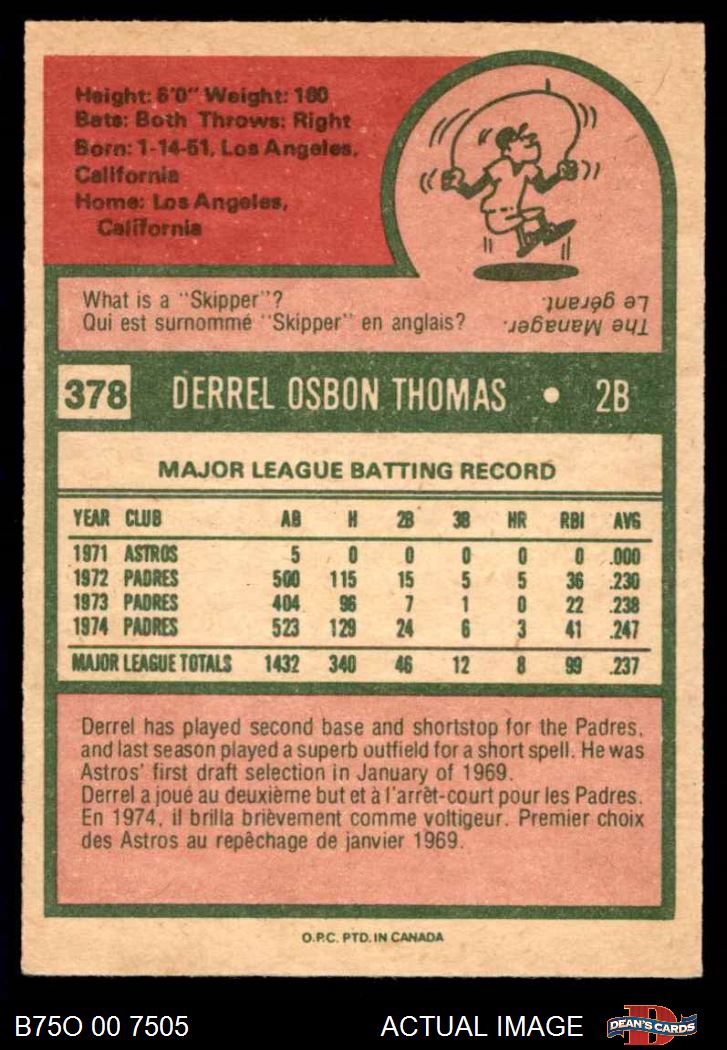 Height: 6'0" Weight: 160
Bats: Both Throws: Right
Born: 1-14-51, Los Angeles,
California
Home: Los Angeles,
California
What is a "Skipper"?
Qui est surnommé "Skipper" en anglais?
The Manager.
Le gérant.
378 DERREL OSBON THOMAS • 2B
MAJOR LEAGUE BATTING RECORD
YEAR CLUB AB H 2B 3B HR RBI AVG
1971 ASTROS 5 0 0 0 0 0 .000
1972 PADRES 500 115 15 5 5 36 .230
1973 PADRES 404 96 7 1 0 22 .238
1974 PADRES 523 129 24 6 3 41 .247
MAJOR LEAGUE TOTALS 1432 340 46 12 8 99 .237
Derrel has played second base and shortstop for the Padres,
and last season played a superb outfield for a short spell. He was
Astros' first draft selection in January of 1969.
Derrel a joué au deuxième but et à l'arrêt-court pour les Padres.
En 1974, il brilla brièvement comme voltigeur. Premier choix
des Astros au repêchage de janvier 1969.
O.P.C. PTD. IN CANADA
B75O 00 7505 ACTUAL IMAGE DEAN'S CARDS